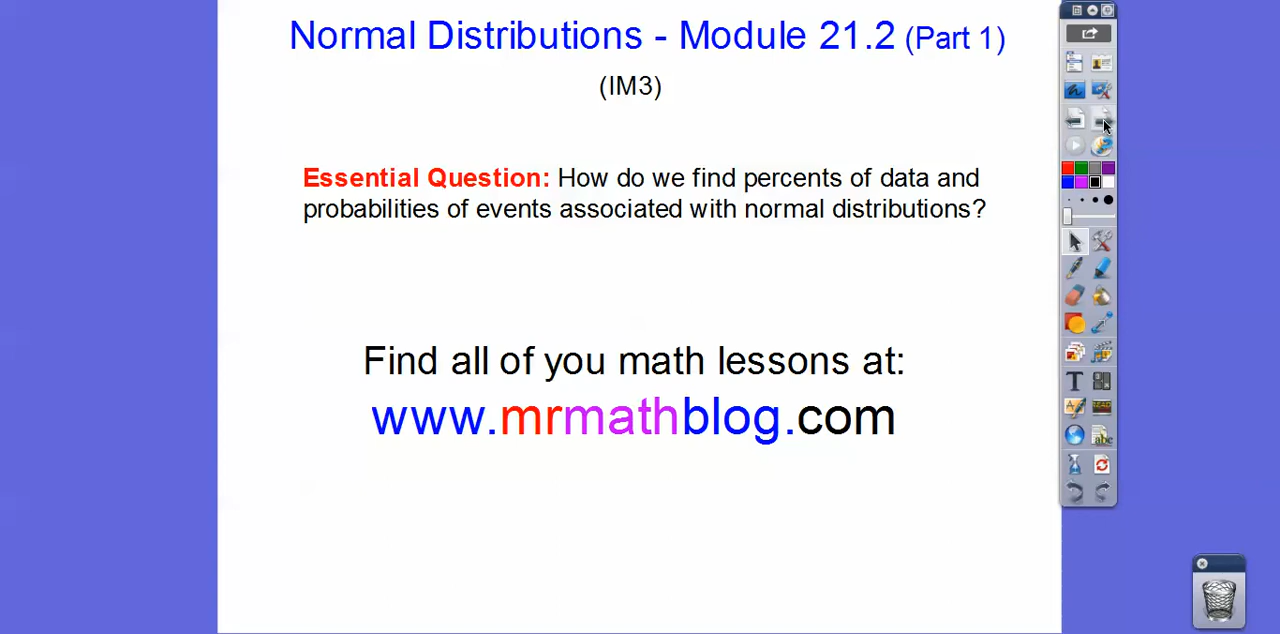 Normal Distributions - Module 21.2 (Part 1)
(IM3)
Essential Question: How do we find percents of data and
probabilities of events associated with normal distributions?
Find all of you math lessons at:
www.mrmathblog.com